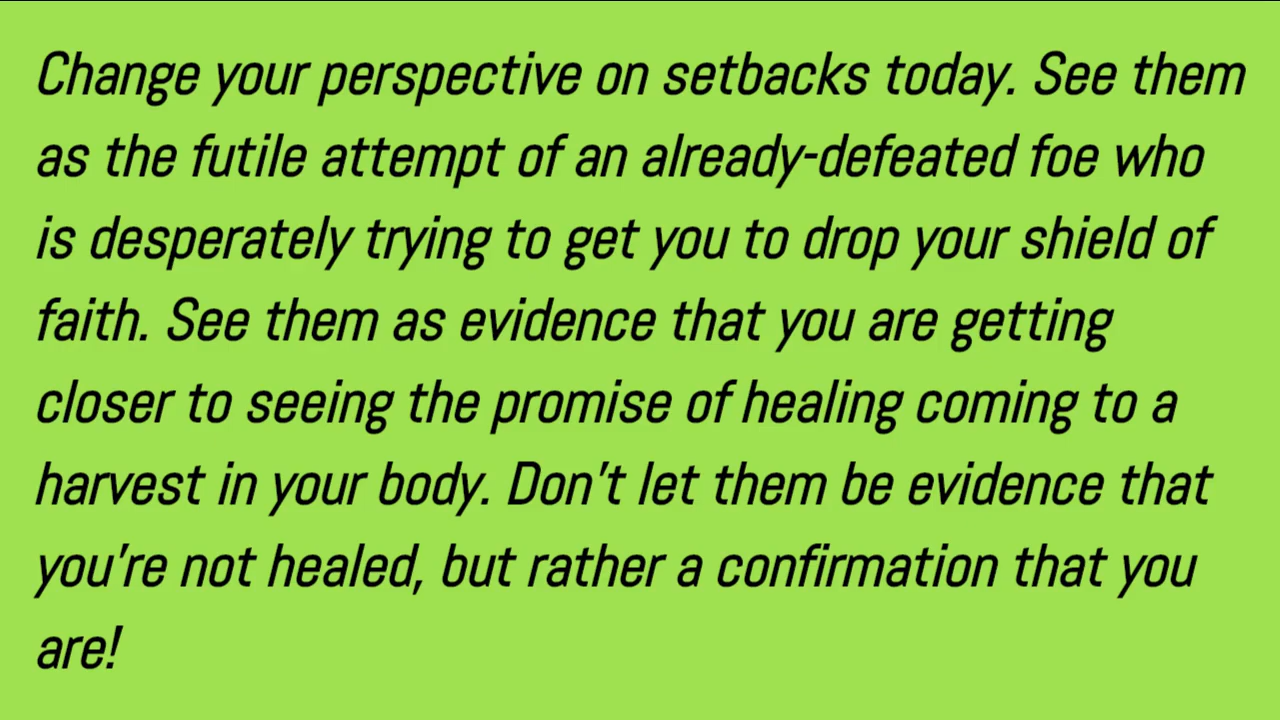 Change your perspective on setbacks today. See them
as the futile attempt of an already-defeated foe who
is desperately trying to get you to drop your shield of
faith. See them as evidence that you are getting
closer to seeing the promise of healing coming to a
harvest in your body. Don't let them be evidence that
you're not healed, but rather a confirmation that you
are!